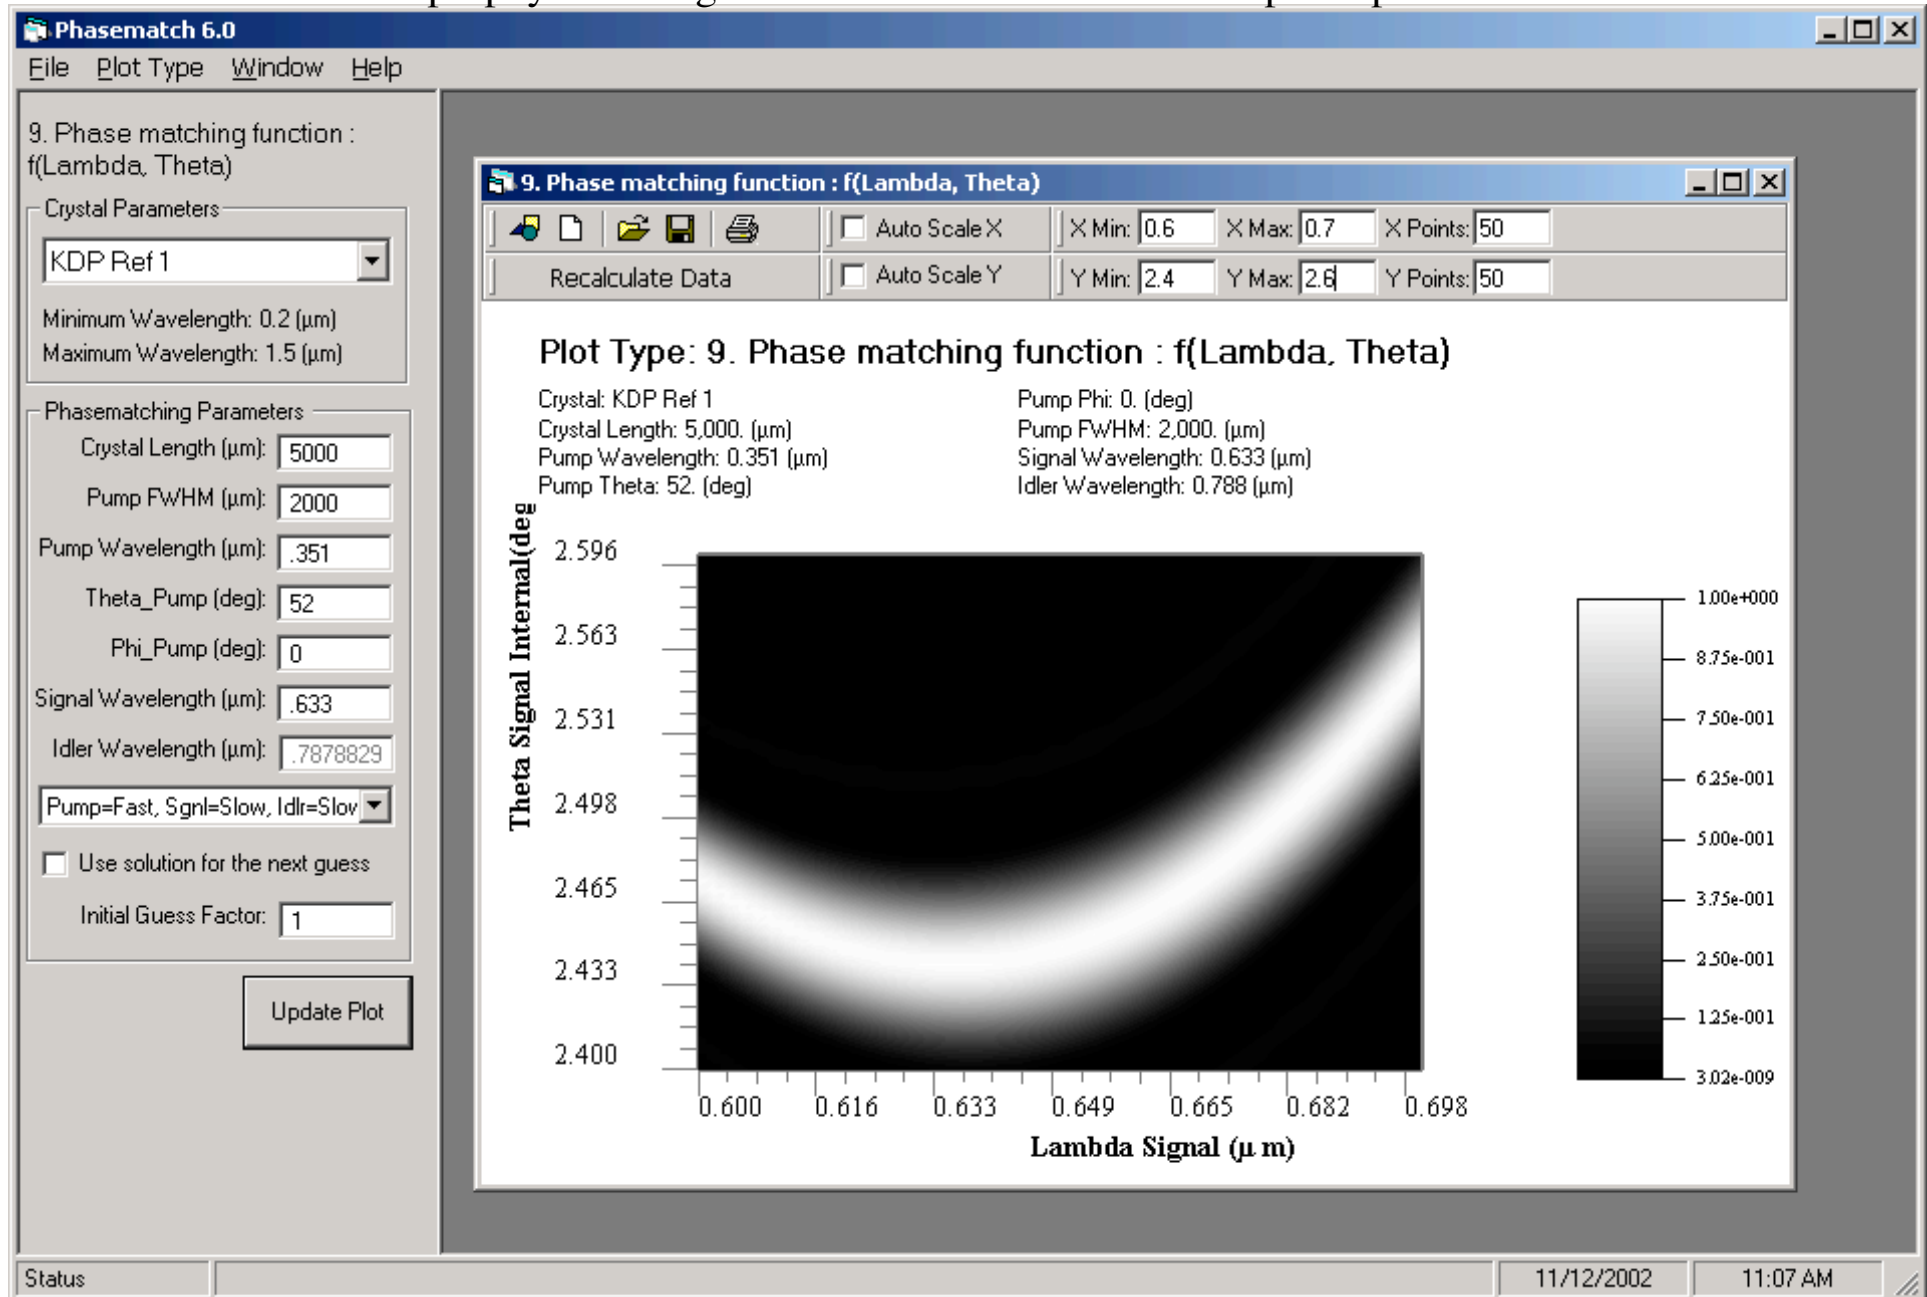 Phasematch 6.0
File Plot Type Window Help
9. Phase matching function :
f(Lambda, Theta)
Crystal Parameters
KDP Ref 1
Minimum Wavelength: 0.2 (µm)
Maximum Wavelength: 1.5 (µm)
Phasematching Parameters
Crystal Length (µm): 5000
Pump FWHM (µm): 2000
Pump Wavelength (µm): .351
Theta_Pump (deg): 52
Phi_Pump (deg): 0
Signal Wavelength (µm): .633
Idler Wavelength (µm): .7878829
Pump=Fast, Sgnl=Slow, Idlr=Slov
Use solution for the next guess
Initial Guess Factor: 1
Update Plot
9. Phase matching function : f(Lambda, Theta)
Auto Scale X X Min: 0.6 X Max: 0.7 X Points: 50
Recalculate Data Auto Scale Y Y Min: 2.4 Y Max: 2.6 Y Points: 50
Plot Type: 9. Phase matching function : f(Lambda, Theta)
Crystal: KDP Ref 1
Crystal Length: 5,000. (µm)
Pump Wavelength: 0.351 (µm)
Pump Theta: 52. (deg)
Pump Phi: 0. (deg)
Pump FWHM: 2,000. (µm)
Signal Wavelength: 0.633 (µm)
Idler Wavelength: 0.788 (µm)
Theta Signal Internal(deg
2.596
2.563
2.531
2.498
2.465
2.433
2.400
0.600 0.616 0.633 0.649 0.665 0.682 0.698
Lambda Signal (µ m)
1.00e+000
8.75e-001
7.50e-001
6.25e-001
5.00e-001
3.75e-001
2.50e-001
1.25e-001
3.02e-009
Status 11/12/2002 11:07 AM